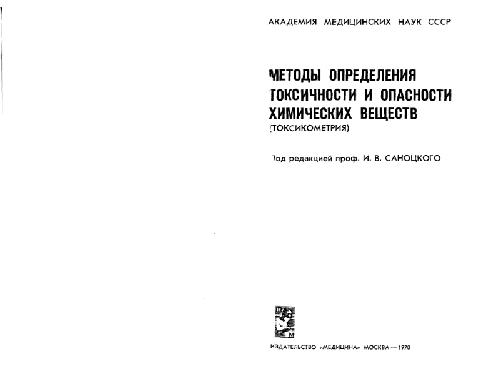 АКАДЕМИЯ МЕДИЦИНСКИХ НАУК СССР
МЕТОДЫ ОПРЕДЕЛЕНИЯ
ТОКСИЧНОСТИ И ОПАСНОСТИ
ХИМИЧЕСКИХ ВЕЩЕСТВ
(ТОКСИКОМЕТРИЯ)
Под редакцией проф. И. В. САНОЦКОГО
ИЗДАТЕЛЬСТВО «МЕДИЦИНА» МОСКВА—1970